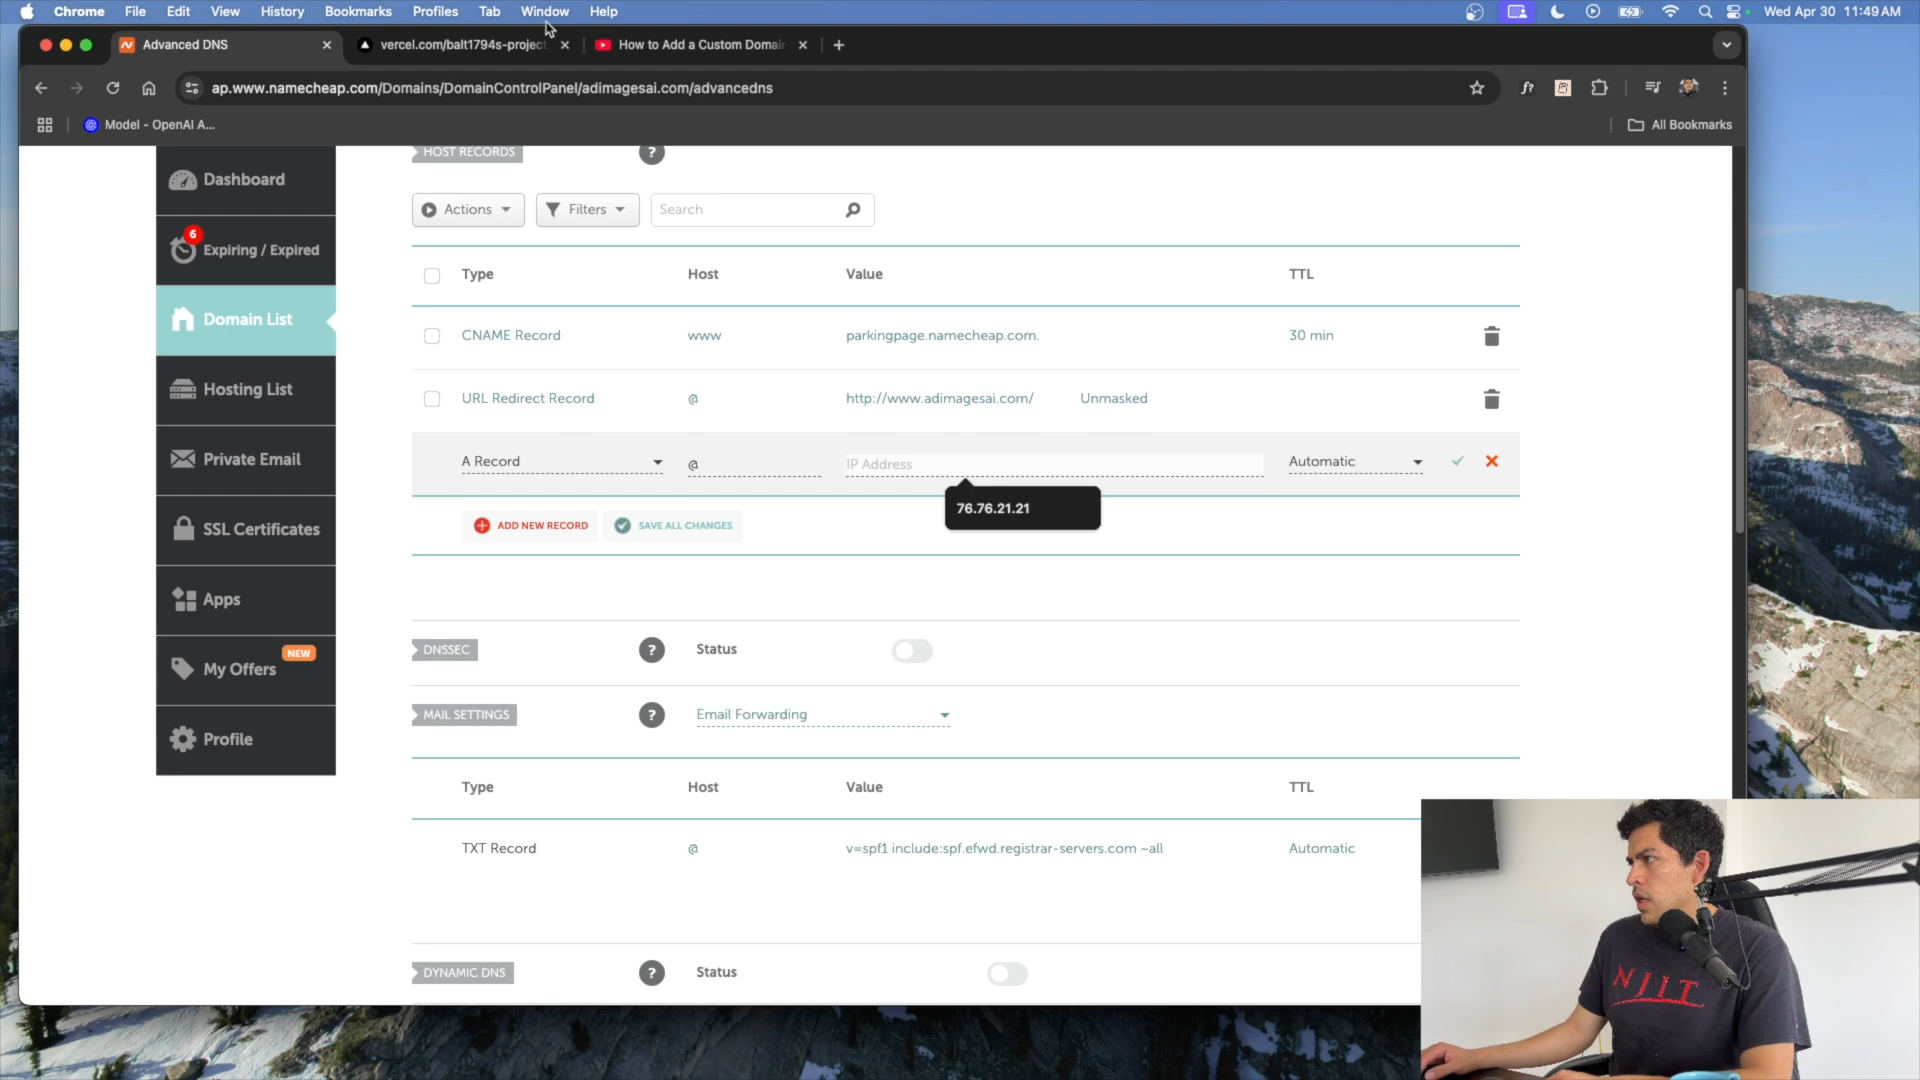 Chrome File Edit View History Bookmarks Profiles Tab Window Help
Wed Apr 30 11:49 AM
Advanced DNS
vercel.com/balt1794s-project
How to Add a Custom Domai
ap.www.namecheap.com/Domains/DomainControlPanel/adimagesai.com/advancedns
Model - OpenAI A...
All Bookmarks
Dashboard
6
Expiring / Expired
Domain List
Hosting List
Private Email
SSL Certificates
Apps
NEW
My Offers
Profile
HOST RECORDS
?
Actions
Filters
Search
Type Host Value TTL
CNAME Record www parkingpage.namecheap.com. 30 min
URL Redirect Record @ http://www.adimagesai.com/ Unmasked
A Record @ IP Address Automatic
76.76.21.21
ADD NEW RECORD SAVE ALL CHANGES
DNSSEC ? Status
MAIL SETTINGS ? Email Forwarding
Type Host Value TTL
TXT Record @ v=spf1 include:spf.efwd.registrar-servers.com ~all Automatic
DYNAMIC DNS ? Status
NJIT